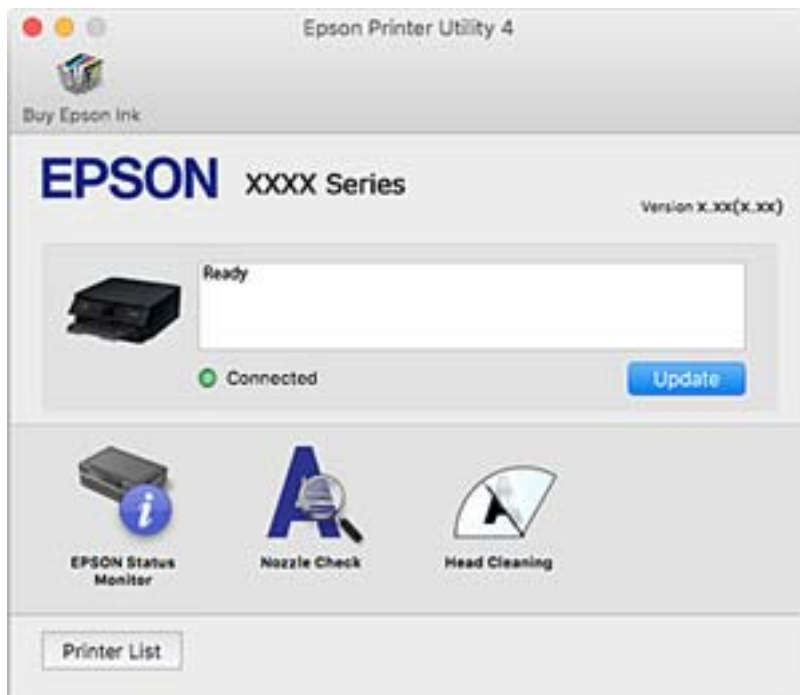 Epson Printer Utility 4
Buy Epson Ink
EPSON XXXX Series
Version X.XX(X.XX)
Ready
Connected
Update
EPSON Status
Monitor
Nozzle Check
Head Cleaning
Printer List